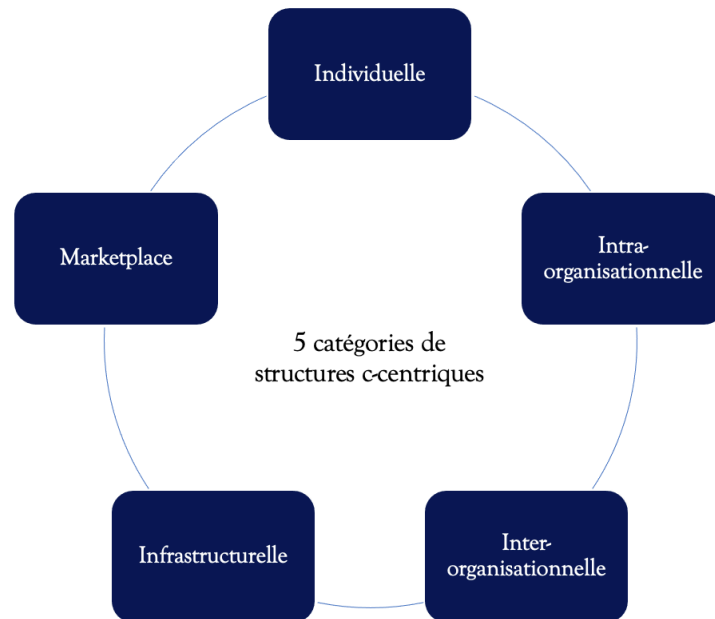 Individuelle
Intra-
organisationnelle
Inter-
organisationnelle
Infrastructurelle
Marketplace
5 catégories de
structures c-centriques